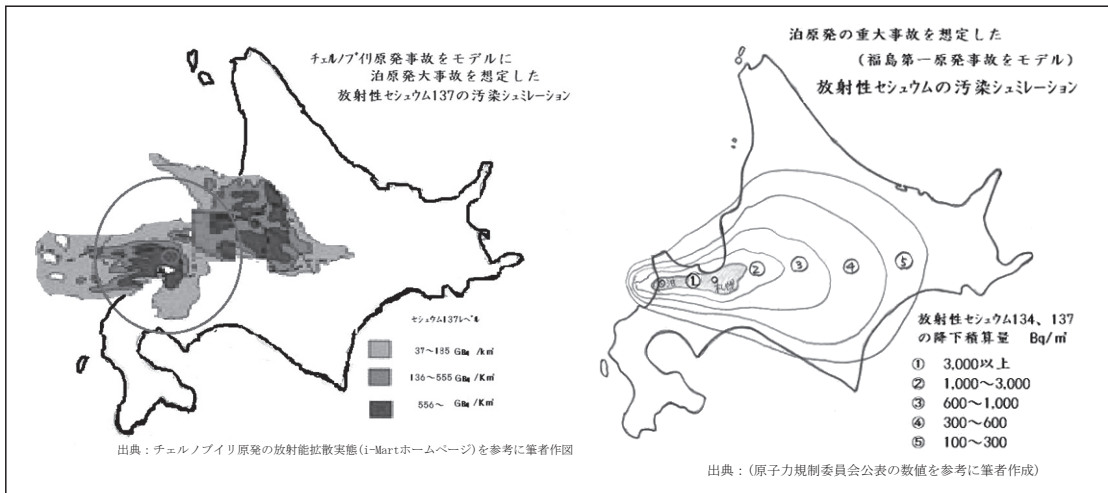 チェルノブイリ原発事故をモデルに
泊原発大事故を想定した
放射性セシュウム137の汚染シュミレーション
セシュウム137レベル
37～185 GBq /k㎡
136～555 GBq /K㎡
556～ GBq /K㎡
出典：チェルノブイリ原発の放射能拡散実態(i-Martホームページ)を参考に筆者作図
泊原発の重大事故を想定した
(福島第一原発事故をモデル)
放射性セシュウムの汚染シュミレーション
①
②
③
④
⑤
札幌
放射性セシウム134、137
の降下積算量 Bq/㎡
① 3,000以上
② 1,000～3,000
③ 600～1,000
④ 300～600
⑤ 100～300
出典：(原子力規制委員会公表の数値を参考に筆者作成)